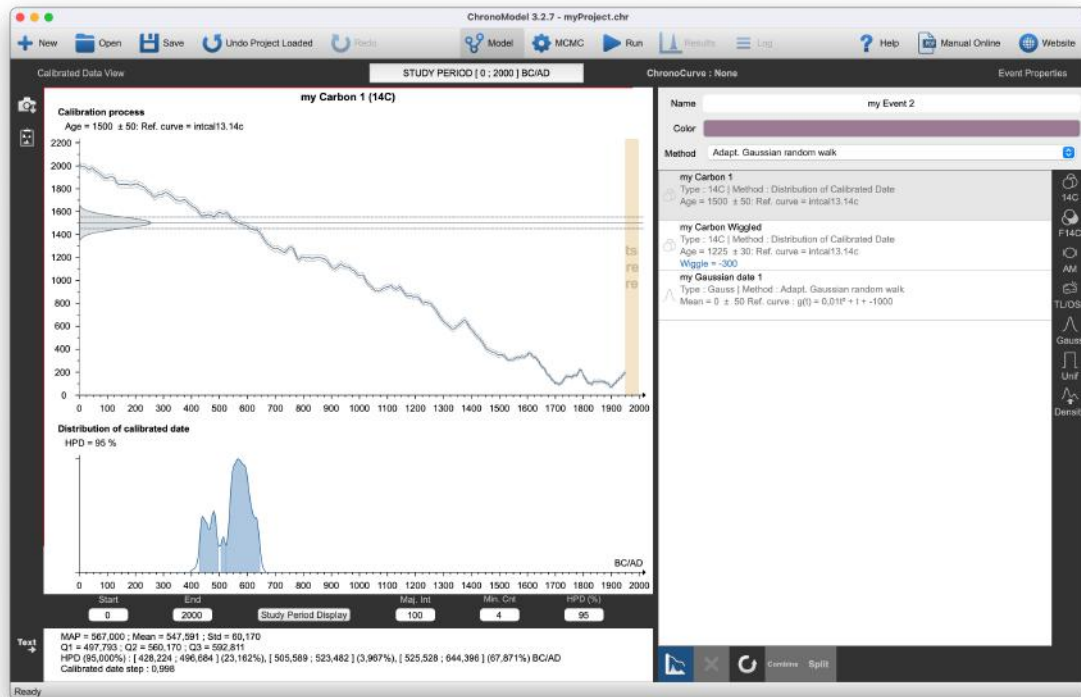 ChronoModel 3.2.7 - myProject.chr
New Open Save Undo Project Loaded Redo Model MCMC Run Results Log Help Manual Online Website
Calibrated Data View
STUDY PERIOD [ 0 ; 2000 ] BC/AD
ChronoCurve : None
Event Properties
my Carbon 1 (14C)
Calibration process
Age = 1500 ± 50: Ref. curve = intcal13.14c
2200
2000
1800
1600
1400
1200
1000
800
600
400
200
0
ts
re
re
0 100 200 300 400 500 600 700 800 900 1000 1100 1200 1300 1400 1500 1600 1700 1800 1900 2000
Distribution of calibrated date
HPD = 95 %
BC/AD
0 100 200 300 400 500 600 700 800 900 1000 1100 1200 1300 1400 1500 1600 1700 1800 1900 2000
Start End Maj. Int Min. Cnt HPD (%)
0 2000 Study Period Display 100 4 95
Text
MAP = 567,000 ; Mean = 547,591 ; Std = 60,170
Q1 = 497,793 ; Q2 = 560,170 ; Q3 = 592,811
HPD (95,000%) : [ 428,224 ; 496,684 ] (23,162%), [ 505,589 ; 523,482 ] (3,967%), [ 525,528 ; 644,396 ] (67,871%) BC/AD
Calibrated date step : 0,998
Name my Event 2
Color
Method Adapt. Gaussian random walk
my Carbon 1
Type : 14C | Method : Distribution of Calibrated Date
Age = 1500 ± 50: Ref. curve = intcal13.14c
my Carbon Wiggled
Type : 14C | Method : Distribution of Calibrated Date
Age = 1225 ± 30: Ref. curve = intcal13.14c
Wiggle = -300
my Gaussian date 1
Type : Gauss | Method : Adapt. Gaussian random walk
Mean = 0 ± 50 Ref. curve : g(t) = 0,01t² + t + -1000
14C
F14C
AM
TL/OS
Gauss
Unif
Densit
Combine Split
Ready